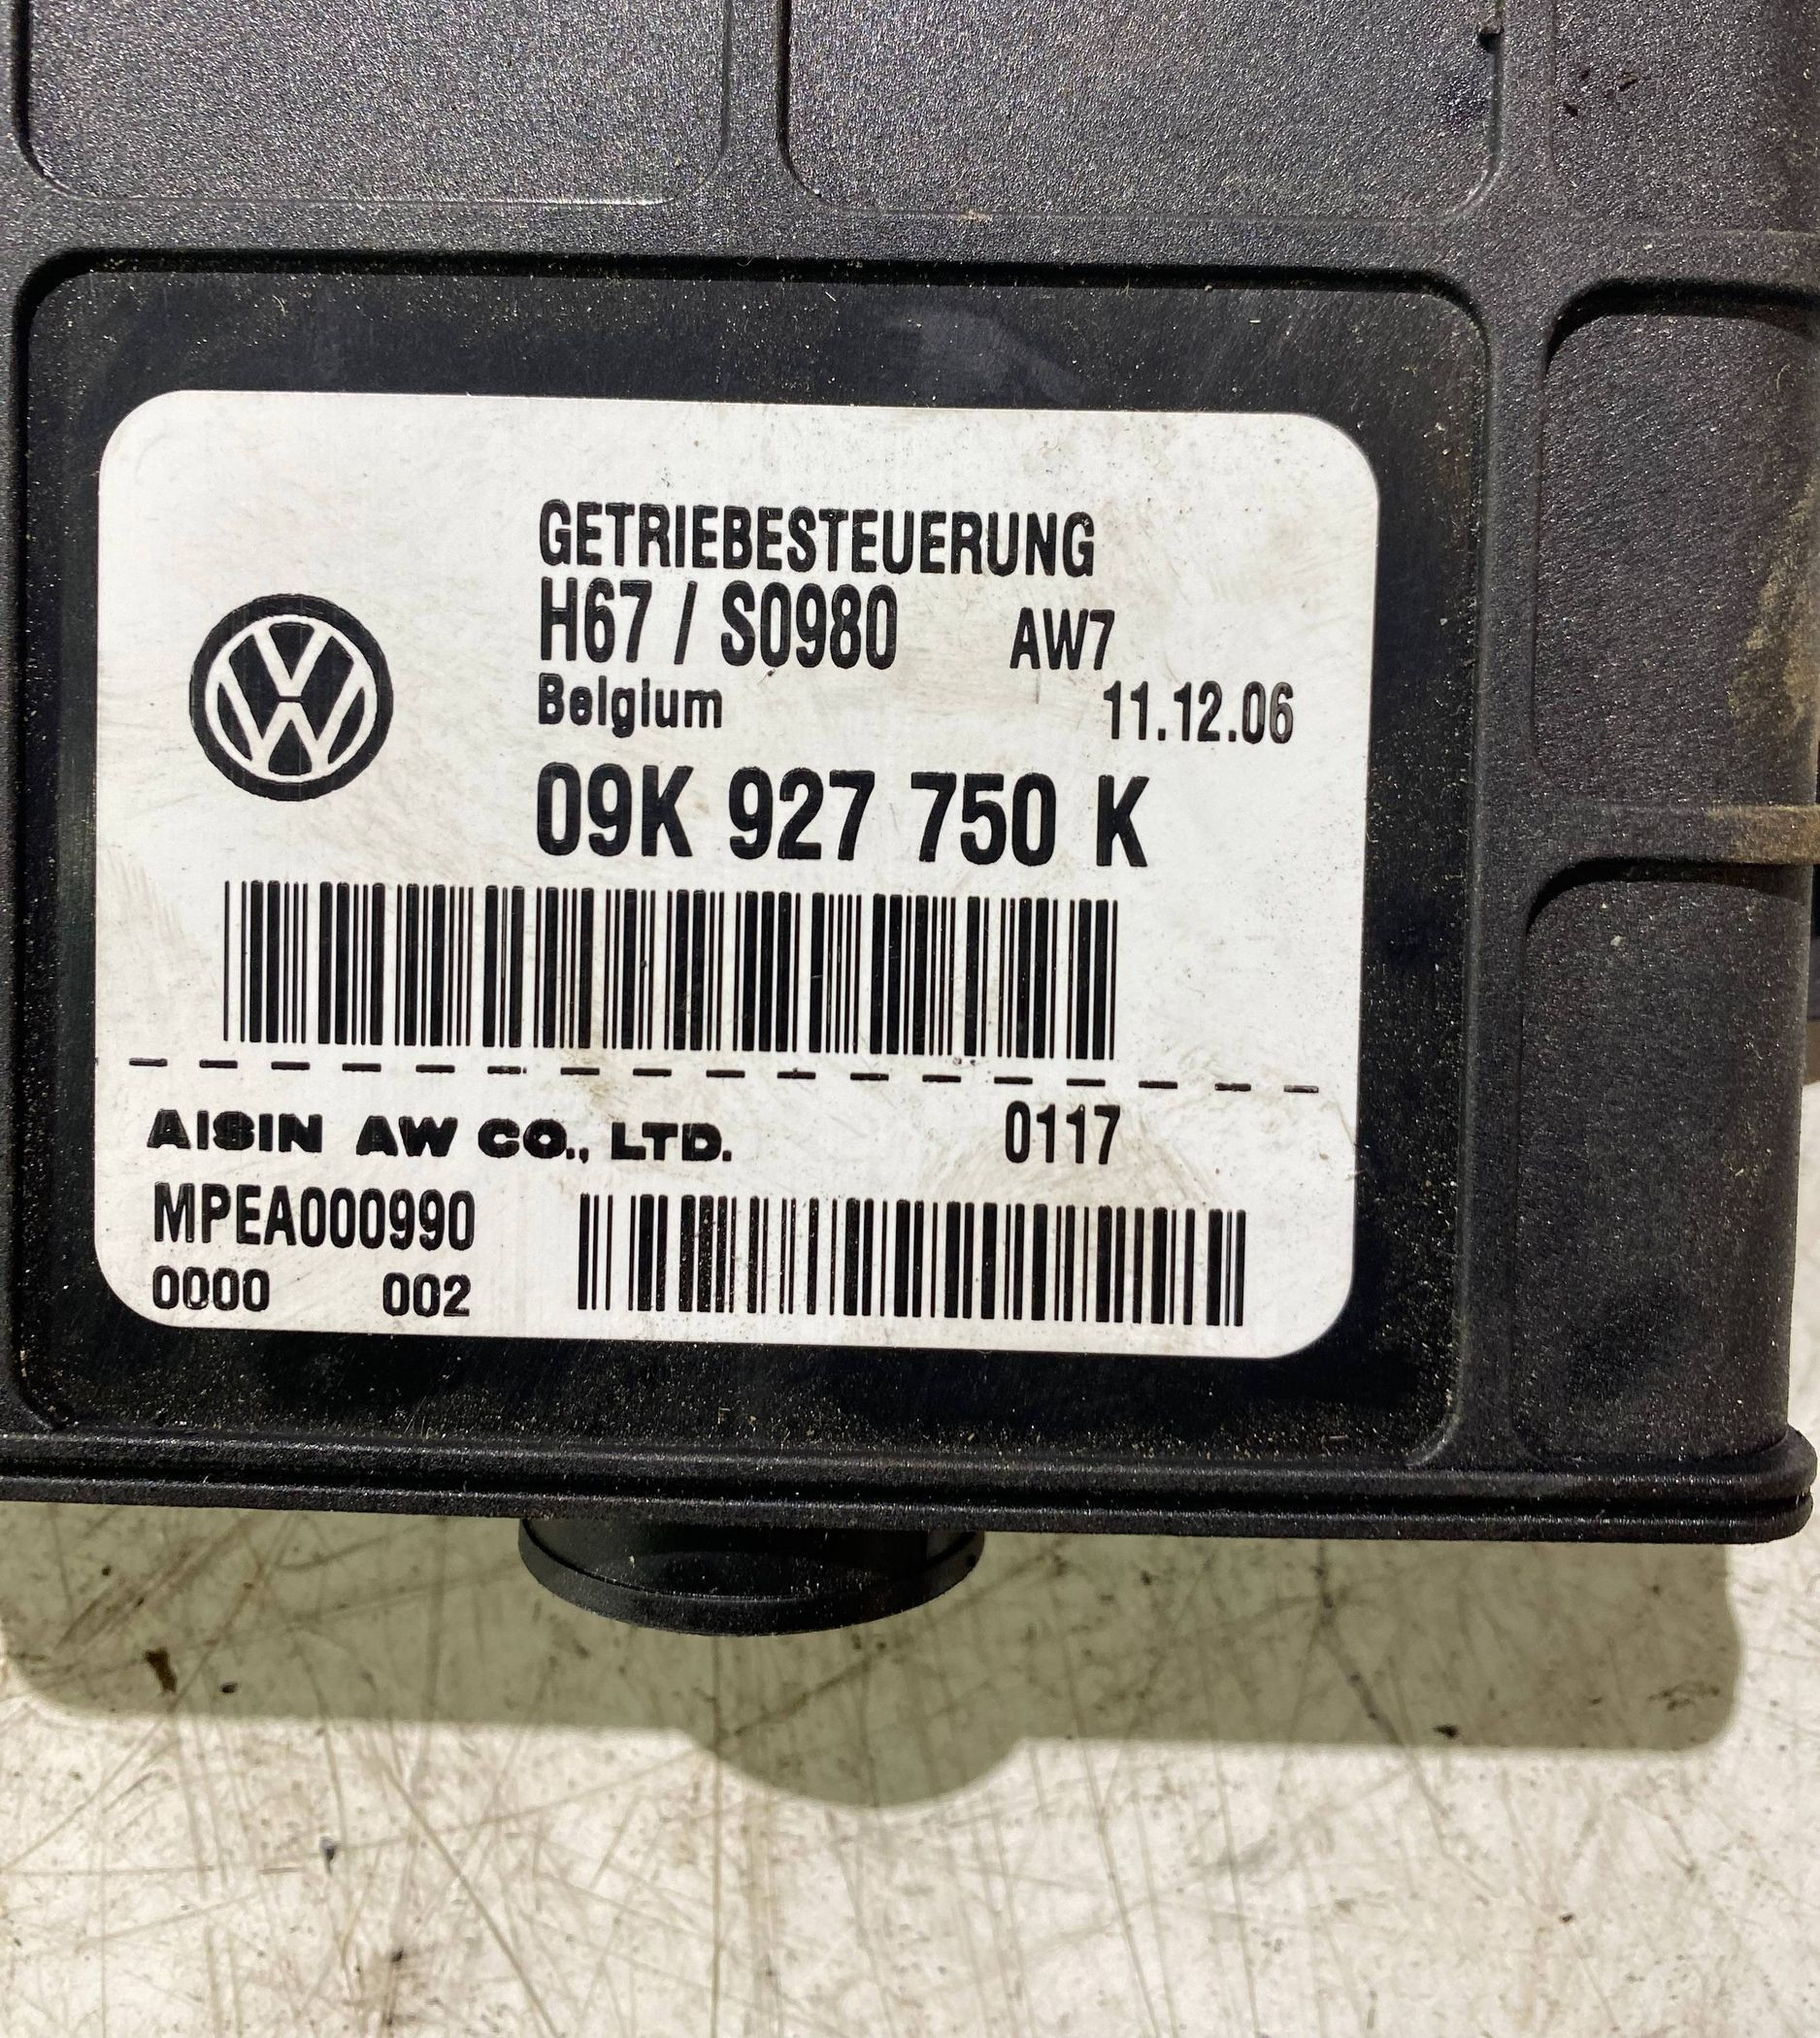 GETRIEBESTEUERUNG
H67 / S0980 AW7
Belgium 11.12.06
09K 927 750 K
AISIN AW CO., LTD. 0117
MPEA000990
0000 002